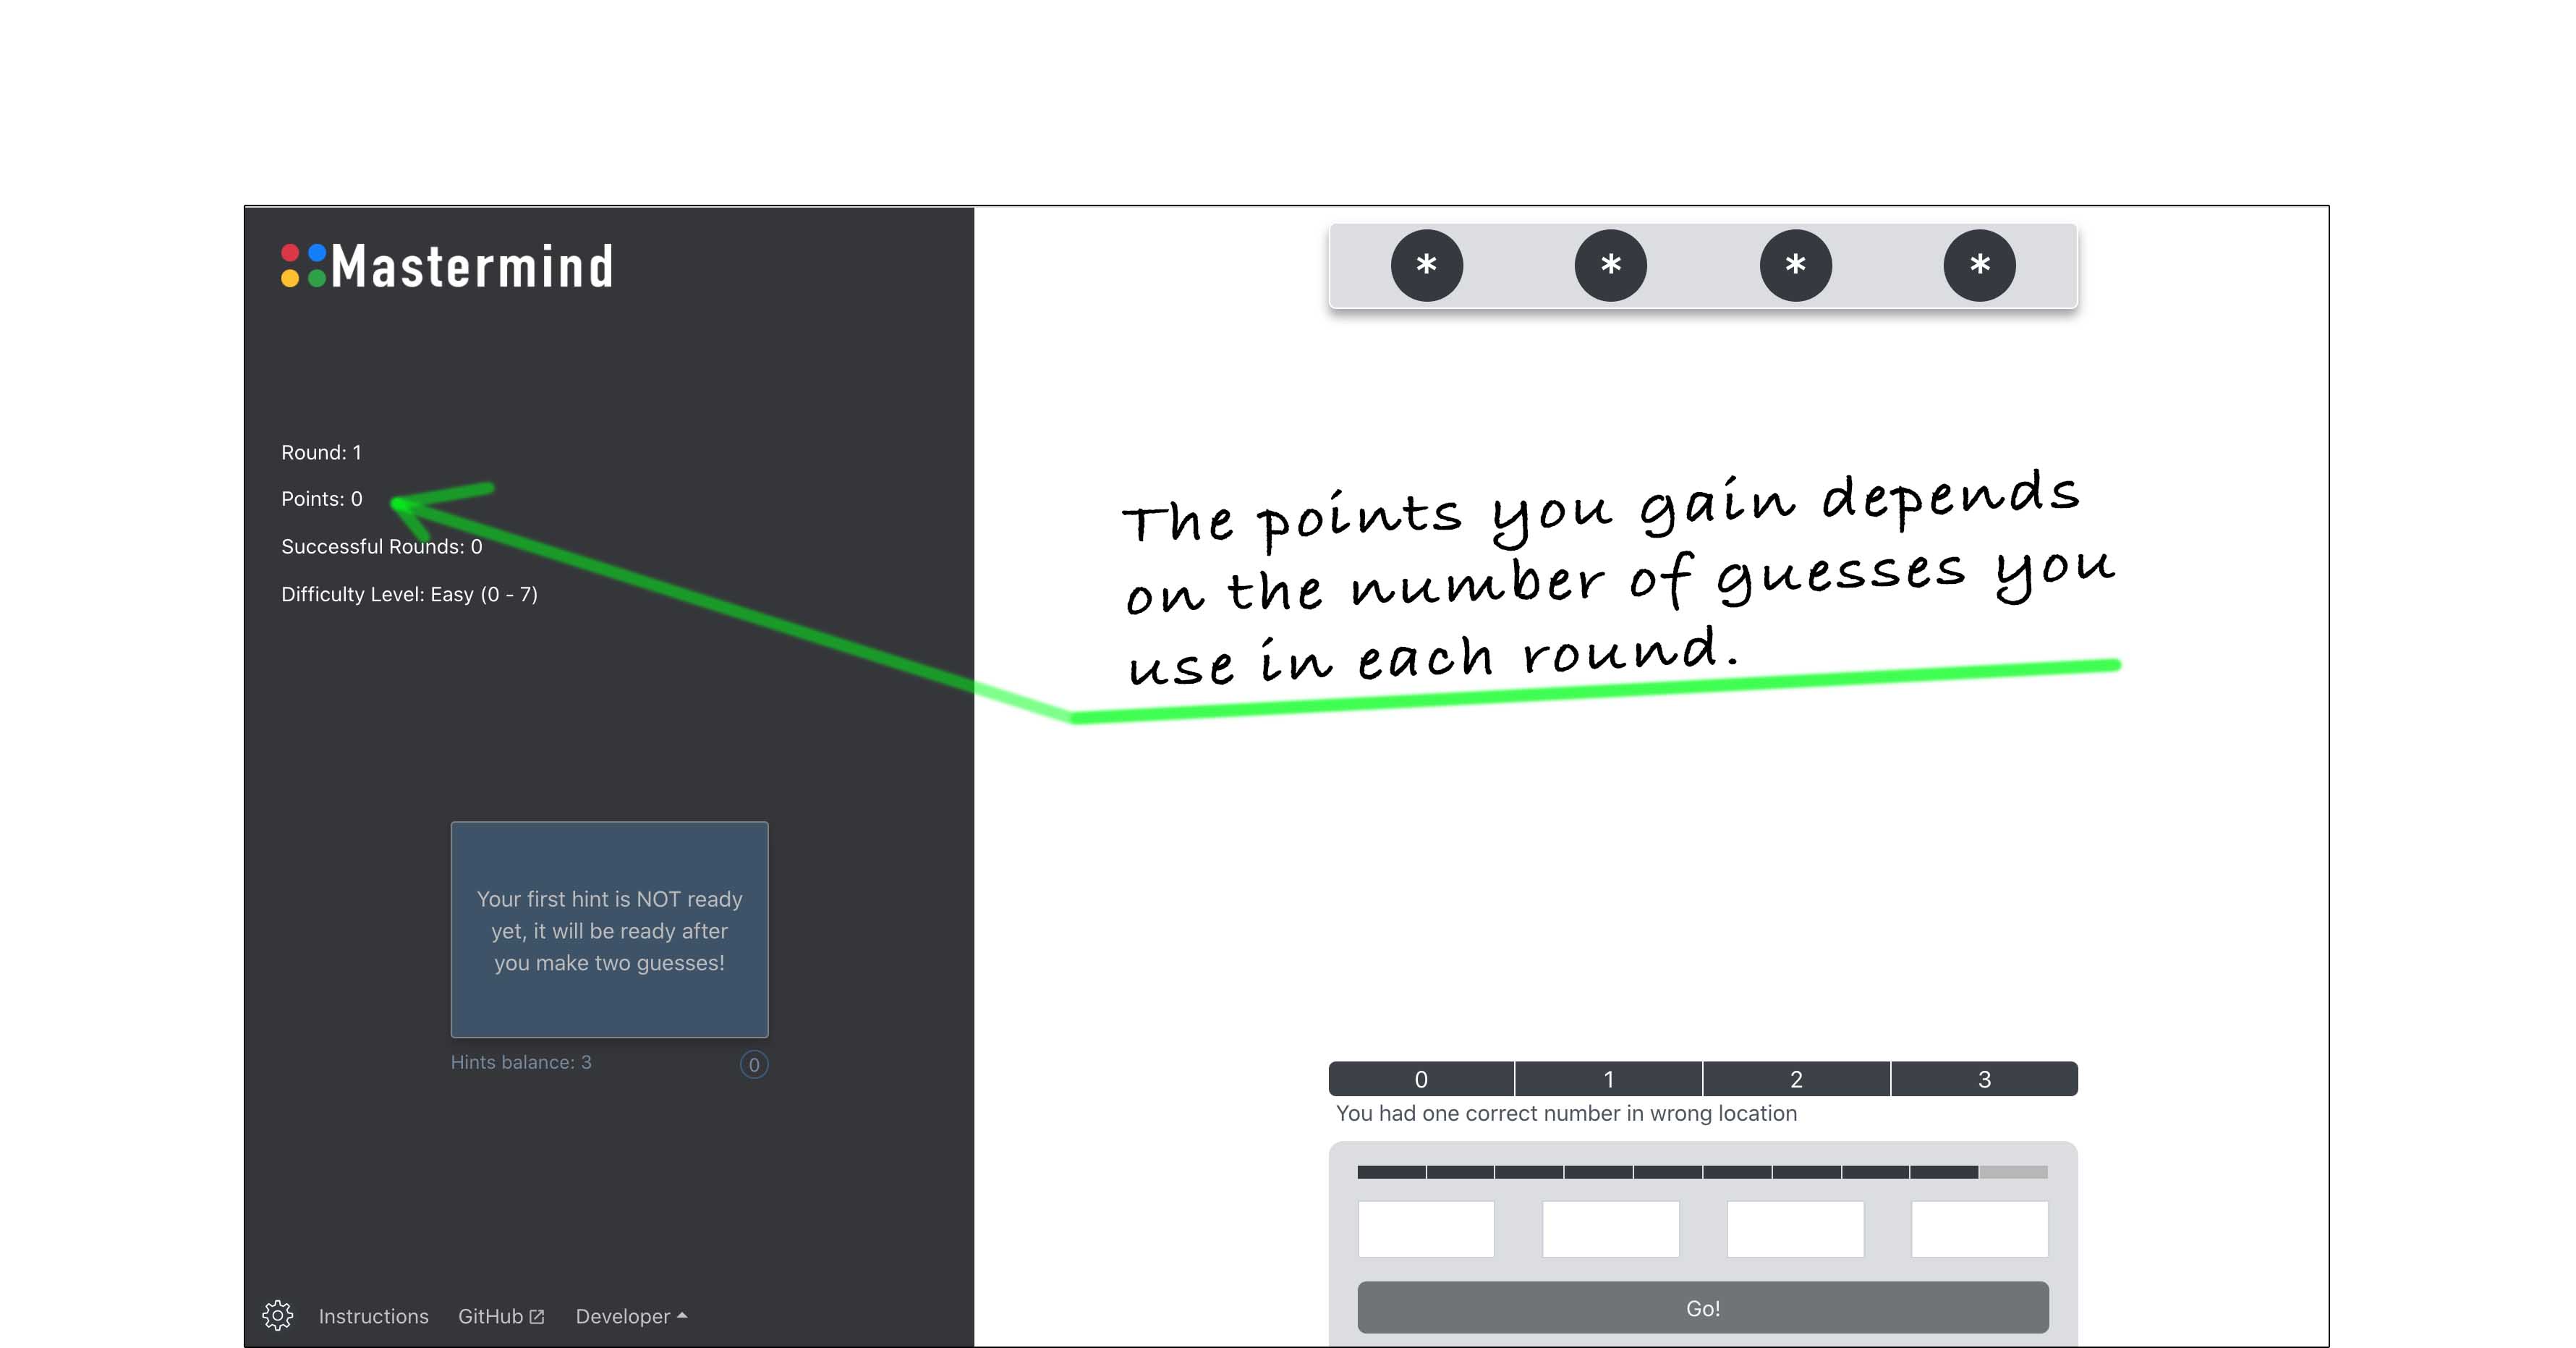 Mastermind
Round: 1
Points: 0
Successful Rounds: 0
Difficulty Level: Easy (0 - 7)
Your first hint is NOT ready
yet, it will be ready after
you make two guesses!
Hints balance: 3
0
Instructions GitHub Developer
* * * *
The points you gain depends
on the number of guesses you
use in each round.
0 1 2 3
You had one correct number in wrong location
Go!